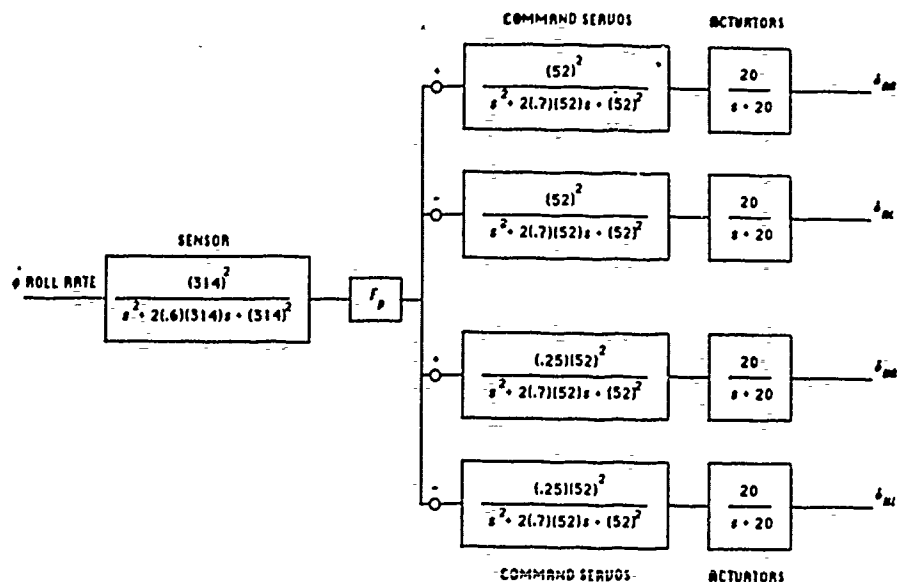 COMMAND SERVOS ACTUATORS
+ (52)² / s² + 2(.7)(52)s + (52)² 20 / s + 20
- (52)² / s² + 2(.7)(52)s + (52)² 20 / s + 20
SENSOR
ROLL RATE (314)² / s² + 2(.6)(314)s + (314)² F_p
+ (.25)(52)² / s² + 2(.7)(52)s + (52)² 20 / s + 20
- (.25)(52)² / s² + 2(.7)(52)s + (52)² 20 / s + 20
COMMAND SERVOS ACTUATORS